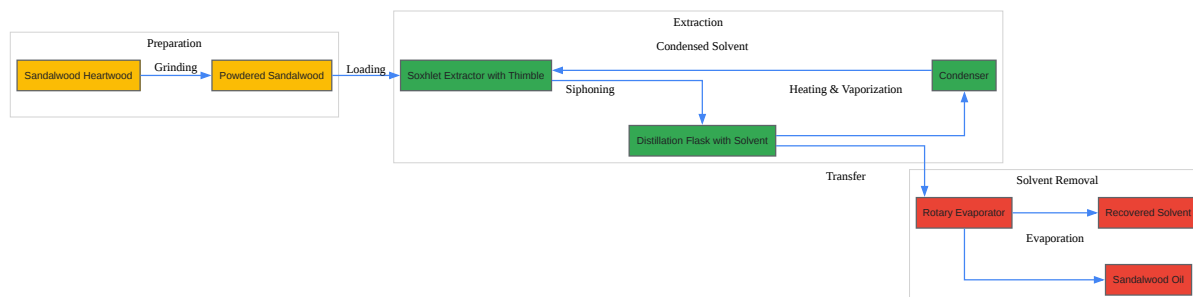 Extraction
Preparation
Condensed Solvent
Sandalwood Heartwood
Grinding
Powdered Sandalwood
Loading
Soxhlet Extractor with Thimble
Condenser
Siphoning
Heating & Vaporization
Distillation Flask with Solvent
Transfer
Solvent Removal
Rotary Evaporator
Recovered Solvent
Evaporation
Sandalwood Oil